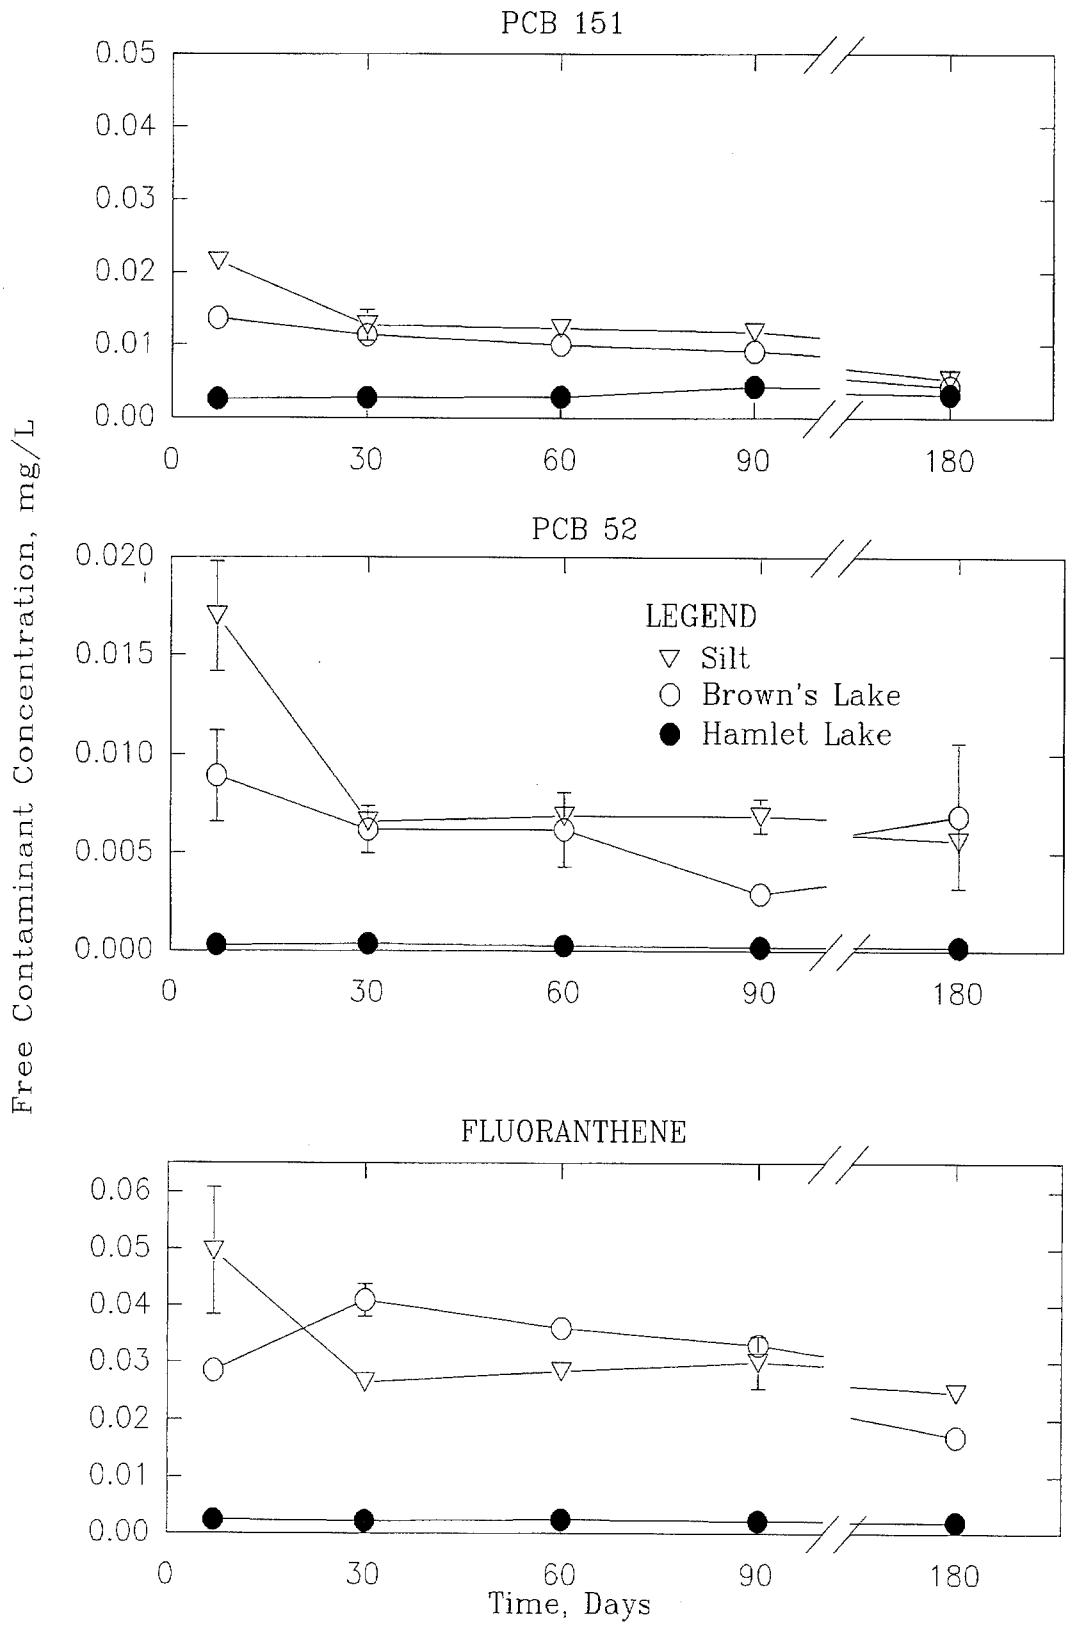 PCB 151
0.05
0.04
0.03
0.02
0.01
0.00
0 30 60 90 180
Free Contaminant Concentration, mg/L
PCB 52
0.020
0.015
0.010
0.005
0.000
LEGEND
Silt
Brown's Lake
Hamlet Lake
0 30 60 90 180
FLUORANTHENE
0.06
0.05
0.04
0.03
0.02
0.01
0.00
0 30 60 90 180
Time, Days